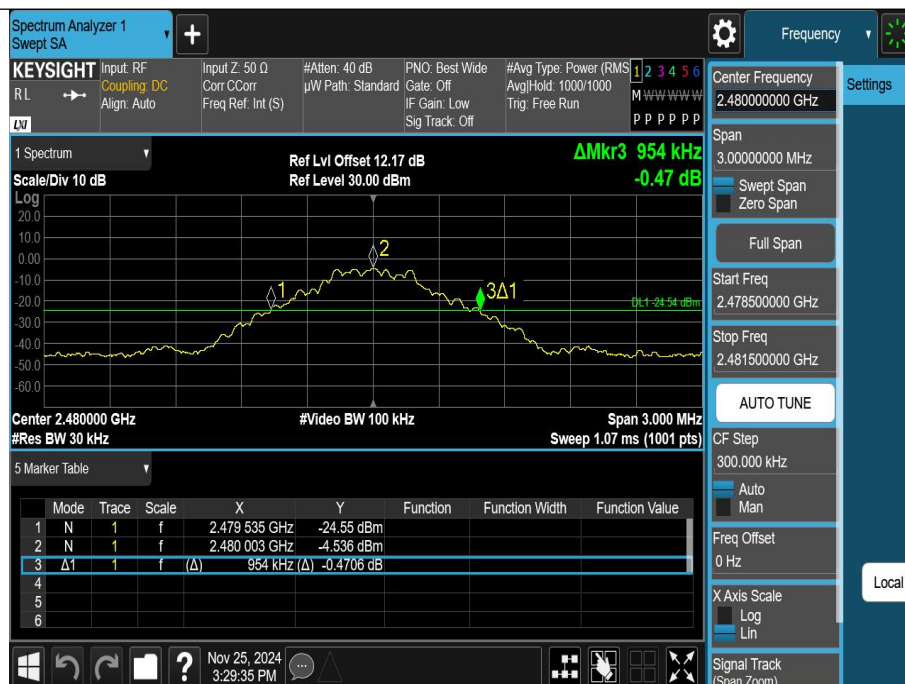 Spectrum Analyzer 1
Swept SA
+
Frequency
KEYSIGHT
RL
LXI
Input: RF
Coupling: DC
Align: Auto
Input Z: 50 Ω
Corr CCorr
Freq Ref: Int (S)
#Atten: 40 dB
µW Path: Standard
PNO: Best Wide
Gate: Off
IF Gain: Low
Sig Track: Off
#Avg Type: Power (RMS
Avg|Hold: 1000/1000
Trig: Free Run
1 2 3 4 5 6
M W W W W W
P P P P P P
1 Spectrum
Scale/Div 10 dB
Log
Ref Lvl Offset 12.17 dB
Ref Level 30.00 dBm
ΔMkr3 954 kHz
-0.47 dB
20.0
10.0
0.00
-10.0
-20.0
-30.0
-40.0
-50.0
-60.0
1
2
3Δ1
DL1 -24.54 dBm
Center 2.480000 GHz
#Video BW 100 kHz
Span 3.000 MHz
#Res BW 30 kHz
Sweep 1.07 ms (1001 pts)
5 Marker Table
Mode Trace Scale X Y Function Function Width Function Value
1 N 1 f 2.479 535 GHz -24.55 dBm
2 N 1 f 2.480 003 GHz -4.536 dBm
3 Δ1 1 f (Δ) 954 kHz (Δ) -0.4706 dB
4
5
6
Nov 25, 2024
3:29:35 PM
?
Center Frequency
2.480000000 GHz
Settings
Span
3.00000000 MHz
Swept Span
Zero Span
Full Span
Start Freq
2.478500000 GHz
Stop Freq
2.481500000 GHz
AUTO TUNE
CF Step
300.000 kHz
Auto
Man
Freq Offset
0 Hz
Local
X Axis Scale
Log
Lin
Signal Track
(Span Zoom)